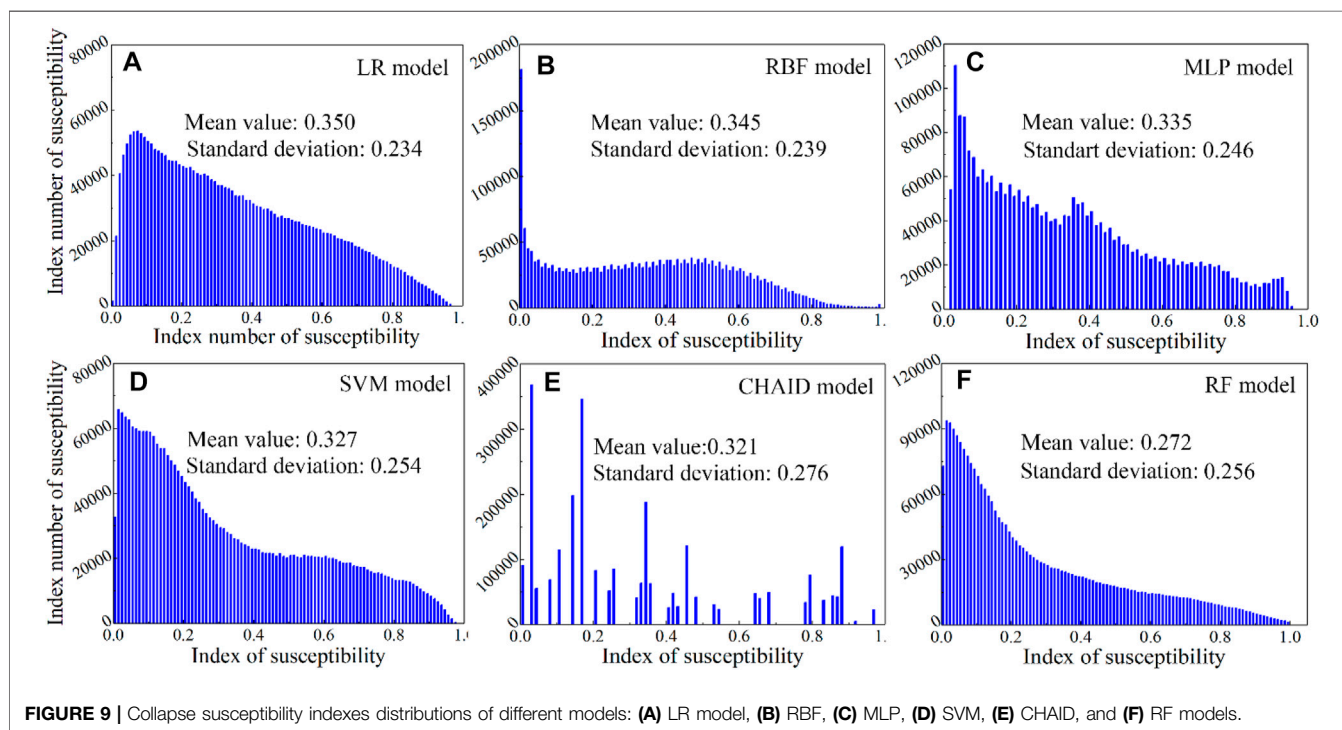 A
LR model
Mean value: 0.350
Standard deviation: 0.234
Index number of susceptibility
80000
60000
40000
20000
0
0.0 0.2 0.4 0.6 0.8 1.
Index number of susceptibility
B
RBF model
Mean value: 0.345
Standard deviation: 0.239
200000
150000
100000
50000
0
0.0 0.2 0.4 0.6 0.8 1.0
Index of susceptibility
C
MLP model
Mean value: 0.335
Standart deviation: 0.246
120000
100000
80000
60000
40000
20000
0
0.0 0.2 0.4 0.6 0.8 1.0
Index of susceptibility
D
SVM model
Mean value: 0.327
Standard deviation: 0.254
Index number of susceptibility
80000
60000
40000
20000
0
0.0 0.2 0.4 0.6 0.8 1.
Index of susceptibility
E
CHAID model
Mean value:0.321
Standard deviation: 0.276
400000
300000
200000
100000
0
0.0 0.2 0.4 0.6 0.8 1.
Index of susceptibility
F
RF model
Mean value: 0.272
Standard deviation: 0.256
120000
90000
60000
30000
0
0.0 0.2 0.4 0.6 0.8 1.0
Index of susceptibility
FIGURE 9 | Collapse susceptibility indexes distributions of different models: (A) LR model, (B) RBF, (C) MLP, (D) SVM, (E) CHAID, and (F) RF models.